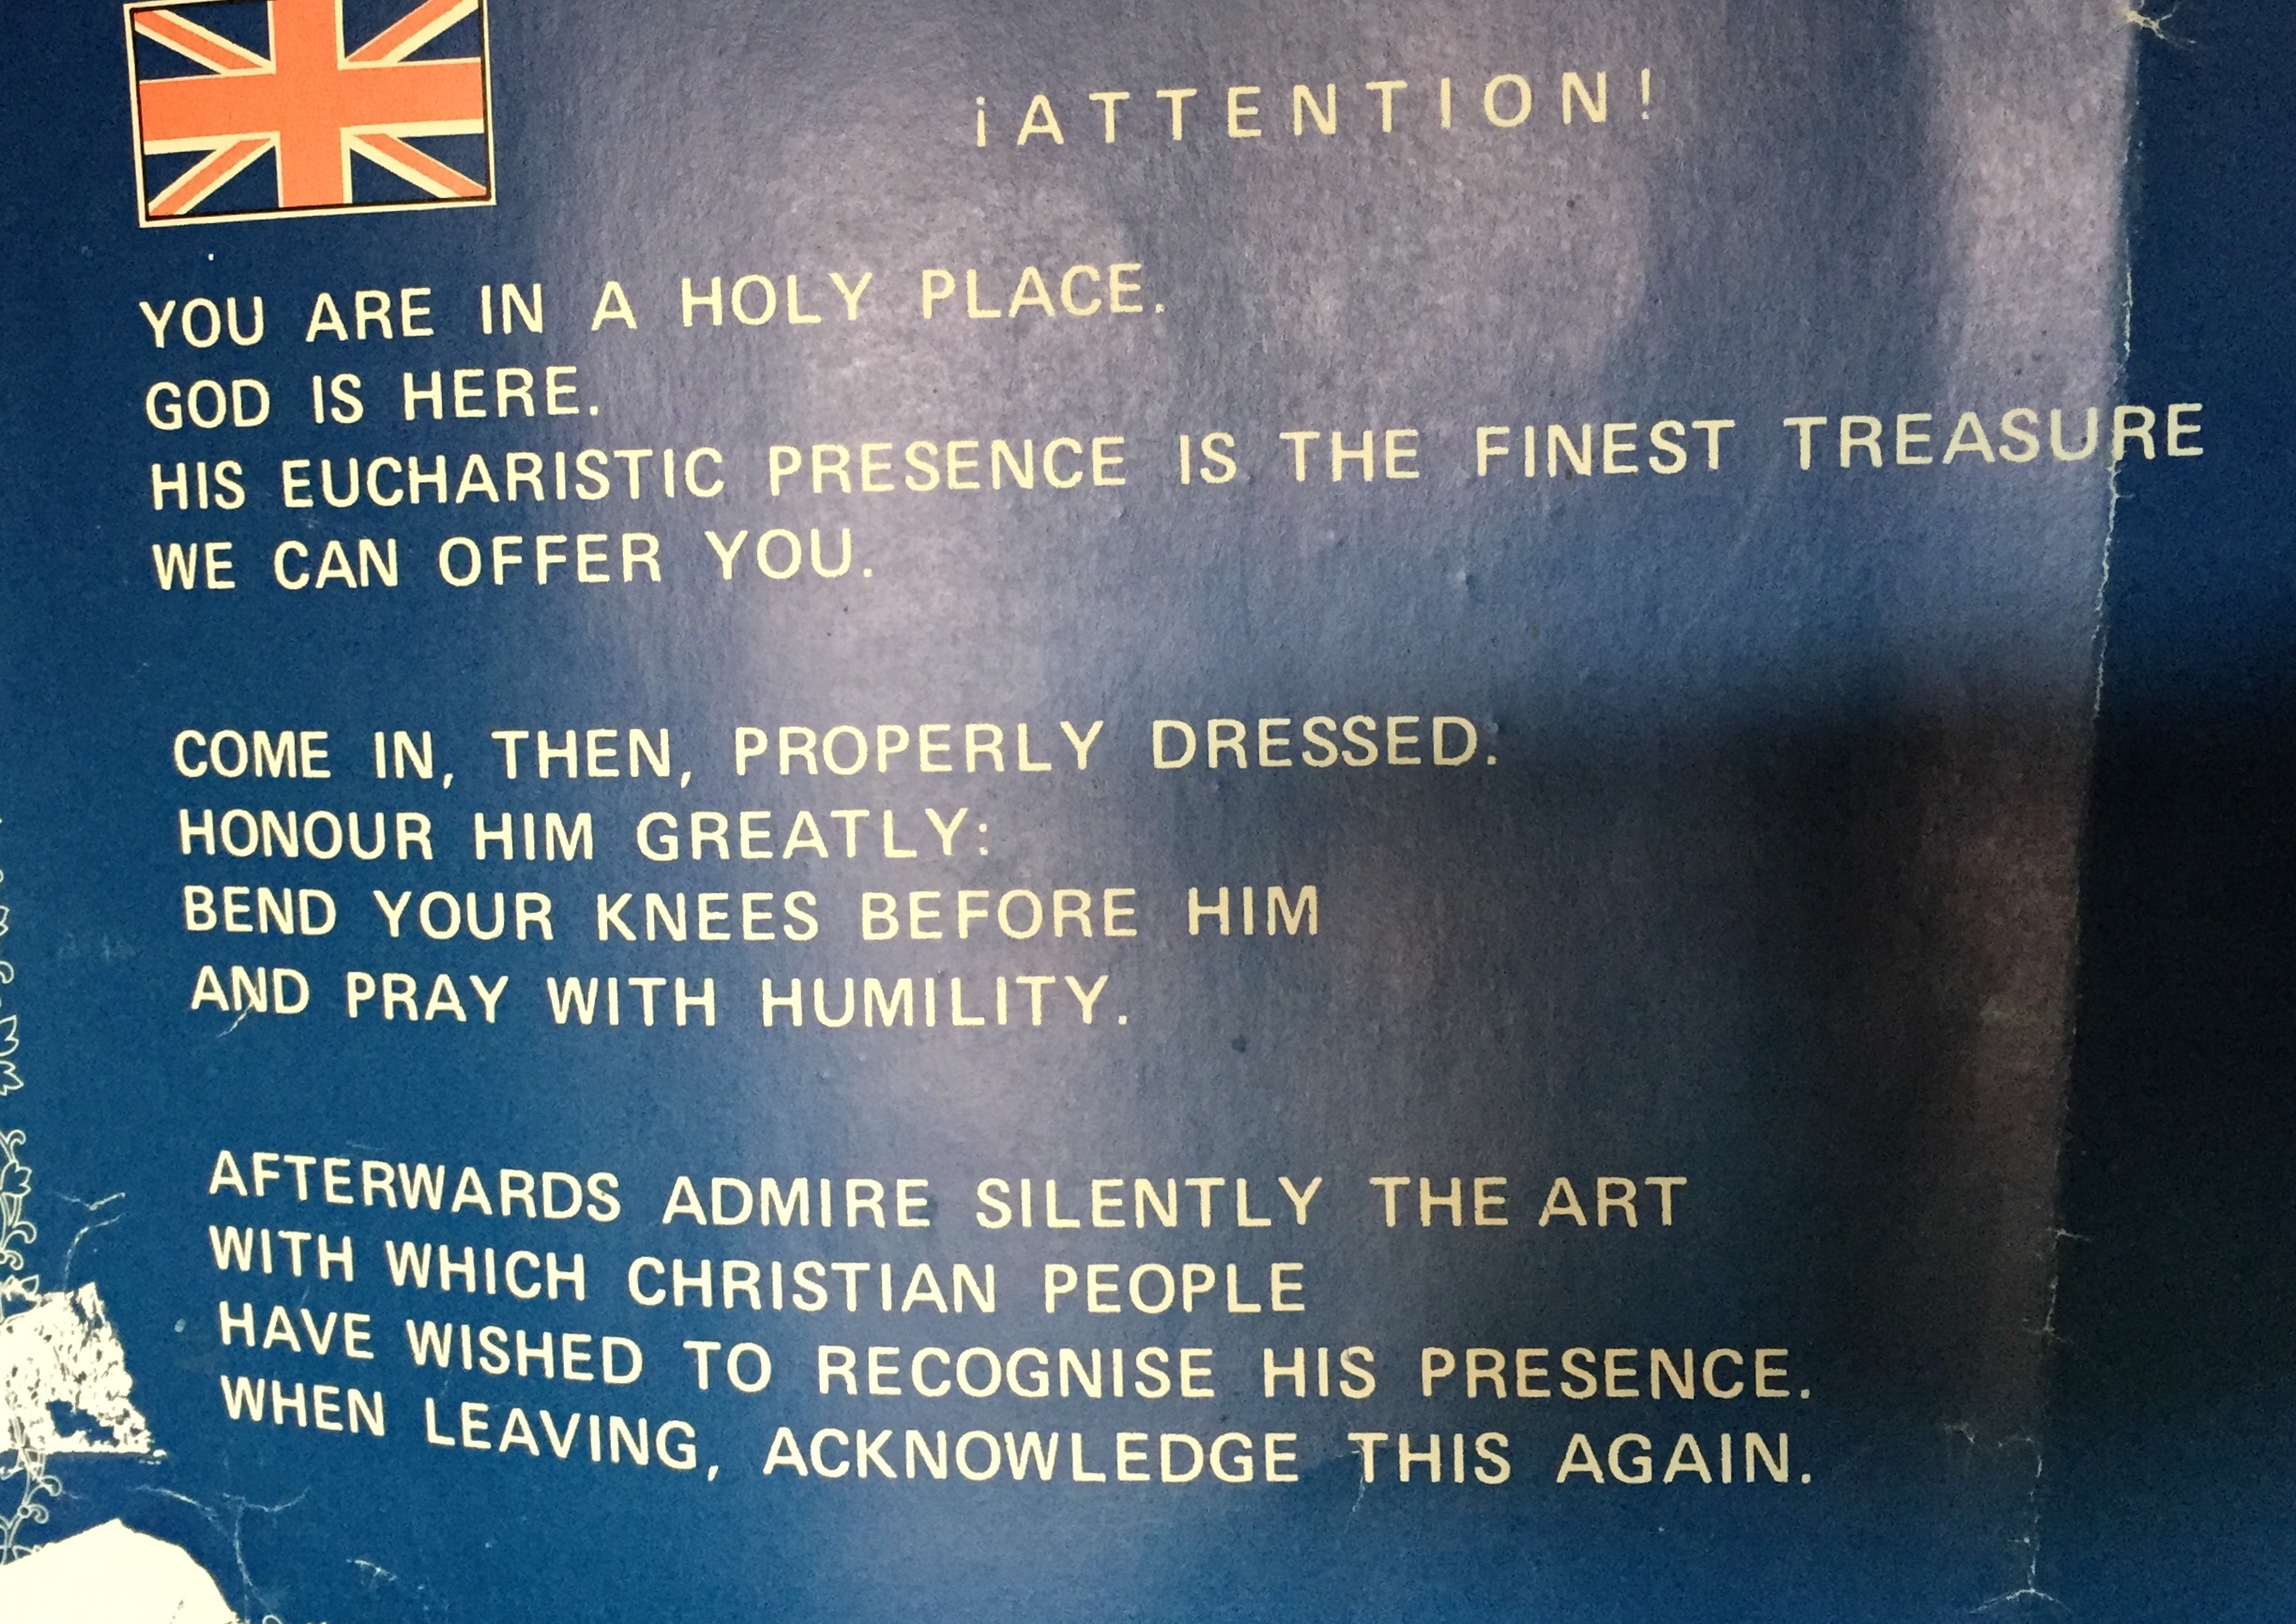 ¡ATTENTION!
YOU ARE IN A HOLY PLACE.
GOD IS HERE.
HIS EUCHARISTIC PRESENCE IS THE FINEST TREASURE
WE CAN OFFER YOU.
COME IN, THEN, PROPERLY DRESSED.
HONOUR HIM GREATLY:
BEND YOUR KNEES BEFORE HIM
AND PRAY WITH HUMILITY.
AFTERWARDS ADMIRE SILENTLY THE ART
WITH WHICH CHRISTIAN PEOPLE
HAVE WISHED TO RECOGNISE HIS PRESENCE.
WHEN LEAVING, ACKNOWLEDGE THIS AGAIN.